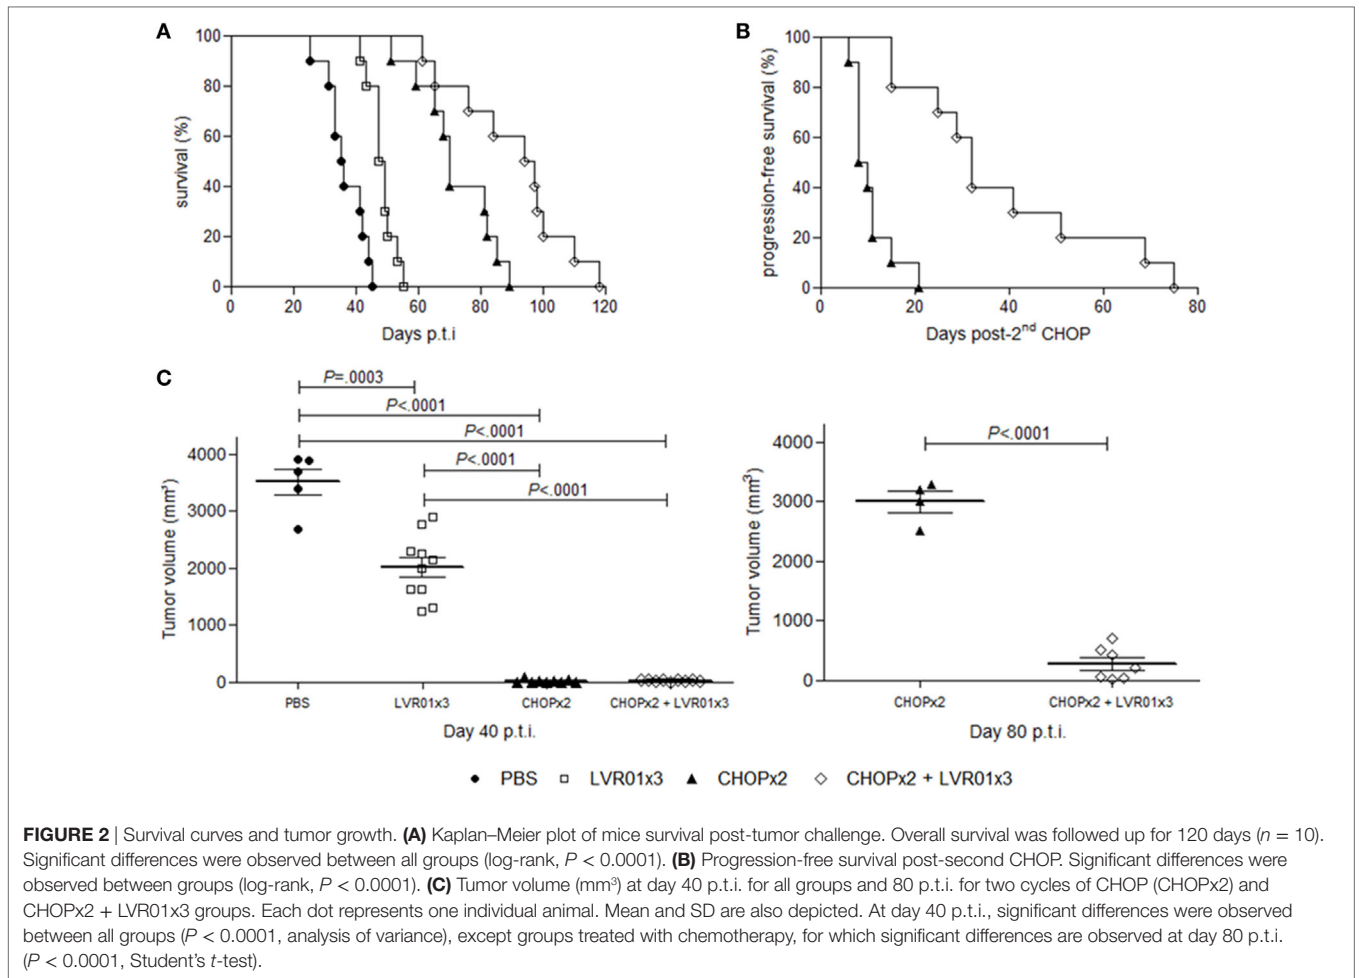 A
100
80
60
40
20
0
survival (%)
0 20 40 60 80 100 120
Days p.t.i
B
100
80
60
40
20
0
progression-free survival (%)
0 20 40 60 80
Days post-2nd CHOP
C
P=.0003
P<.0001
P<.0001
P<.0001
P<.0001
4000
3000
2000
1000
0
Tumor volume (mm³)
PBS LVR01x3 CHOPx2 CHOPx2 + LVR01x3
Day 40 p.t.i.
P<.0001
4000
3000
2000
1000
0
Tumor volume (mm³)
CHOPx2 CHOPx2 + LVR01x3
Day 80 p.t.i.
PBS LVR01x3 CHOPx2 CHOPx2 + LVR01x3
FIGURE 2 | Survival curves and tumor growth. (A) Kaplan–Meier plot of mice survival post-tumor challenge. Overall survival was followed up for 120 days (n = 10).
Significant differences were observed between all groups (log-rank, P < 0.0001). (B) Progression-free survival post-second CHOP. Significant differences were
observed between groups (log-rank, P < 0.0001). (C) Tumor volume (mm³) at day 40 p.t.i. for all groups and 80 p.t.i. for two cycles of CHOP (CHOPx2) and
CHOPx2 + LVR01x3 groups. Each dot represents one individual animal. Mean and SD are also depicted. At day 40 p.t.i., significant differences were observed
between all groups (P < 0.0001, analysis of variance), except groups treated with chemotherapy, for which significant differences are observed at day 80 p.t.i.
(P < 0.0001, Student's t-test).